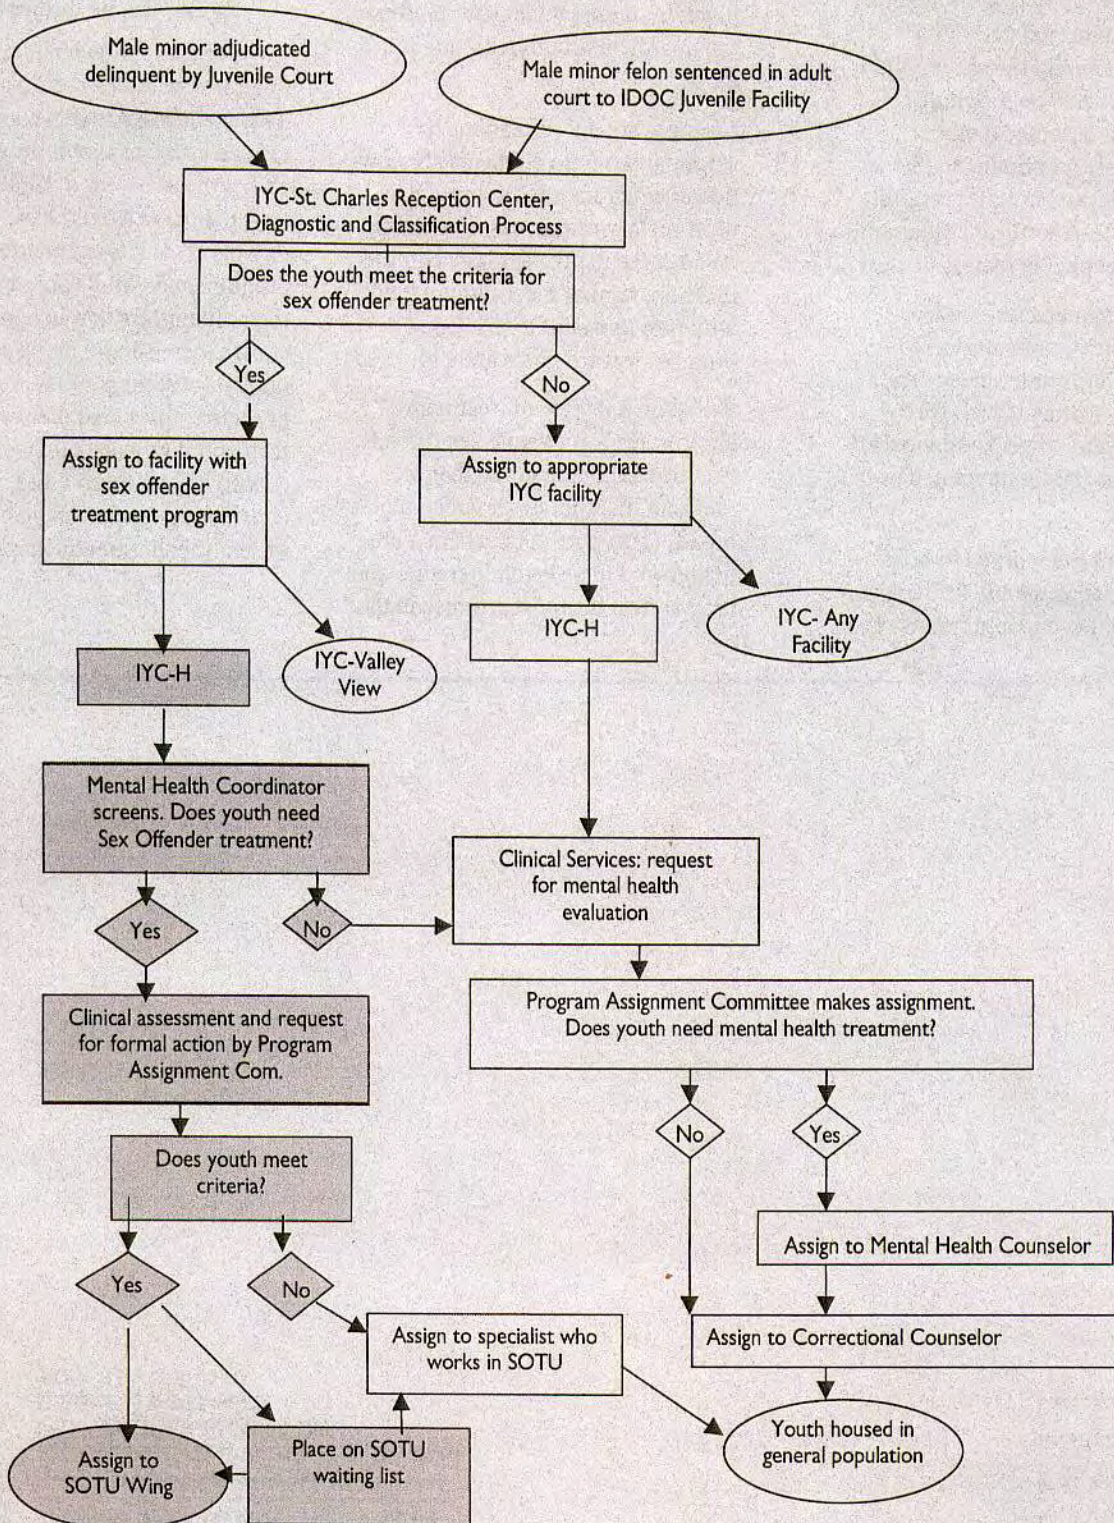 Male minor adjudicated
delinquent by Juvenile Court
Male minor felon sentenced in adult
court to IDOC Juvenile Facility
IYC-St. Charles Reception Center,
Diagnostic and Classification Process
Does the youth meet the criteria for
sex offender treatment?
Yes
No
Assign to facility with
sex offender
treatment program
Assign to appropriate
IYC facility
IYC-H
IYC-Valley
View
IYC-H
IYC- Any
Facility
Mental Health Coordinator
screens. Does youth need
Sex Offender treatment?
Yes
No
Clinical Services: request
for mental health
evaluation
Clinical assessment and request
for formal action by Program
Assignment Com.
Program Assignment Committee makes assignment.
Does youth need mental health treatment?
No
Yes
Does youth meet
criteria?
Yes
No
Assign to Mental Health Counselor
Assign to specialist who
works in SOTU
Assign to Correctional Counselor
Assign to
SOTU Wing
Place on SOTU
waiting list
Youth housed in
general population